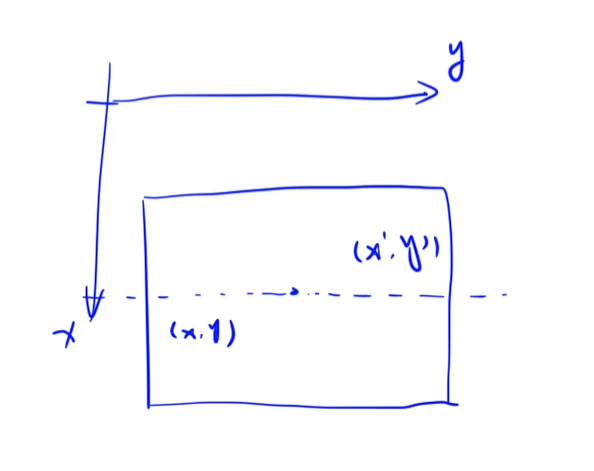 y
(x', y')
x
(x, y)